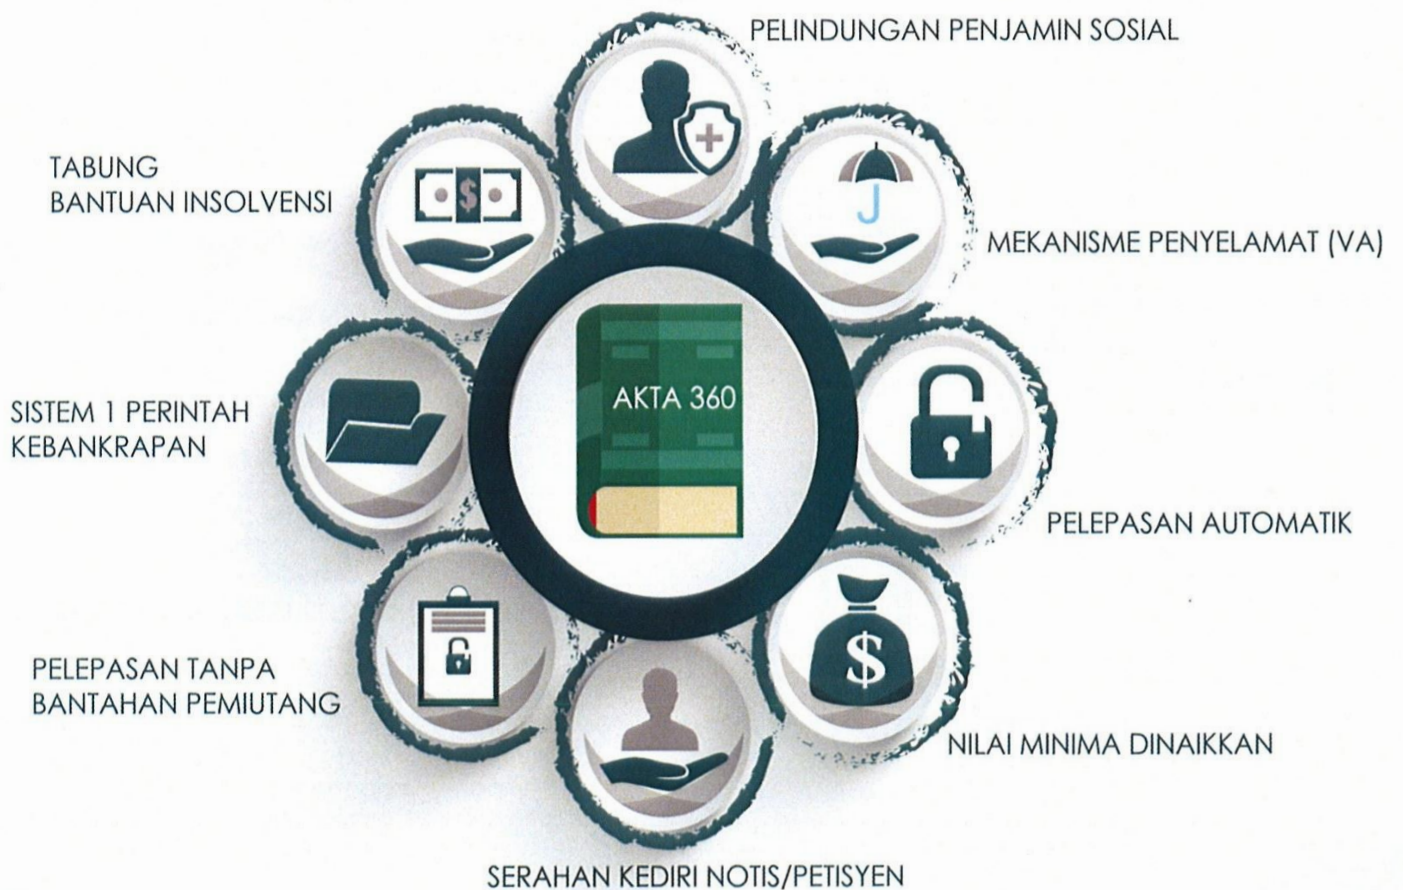 PELINDUNGAN PENJAMIN SOSIAL
TABUNG
BANTUAN INSOLVENSI
MEKANISME PENYELAMAT (VA)
AKTA 360
SISTEM 1 PERINTAH
KEBANKRAPAN
PELEPASAN AUTOMATIK
PELEPASAN TANPA
BANTAHAN PEMIUTANG
NILAI MINIMA DINAIKKAN
SERAHAN KEDIRI NOTIS/PETISYEN